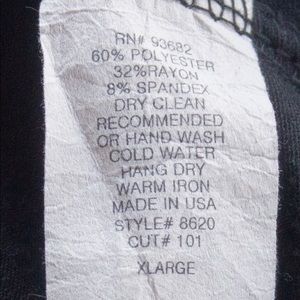 RN# 93682
60% POLYESTER
32%RAYON
8% SPANDEX
DRY CLEAN
RECOMMENDED
OR HAND WASH
COLD WATER
HANG DRY
WARM IRON
MADE IN USA
STYLE# 8620
CUT# 101
XLARGE